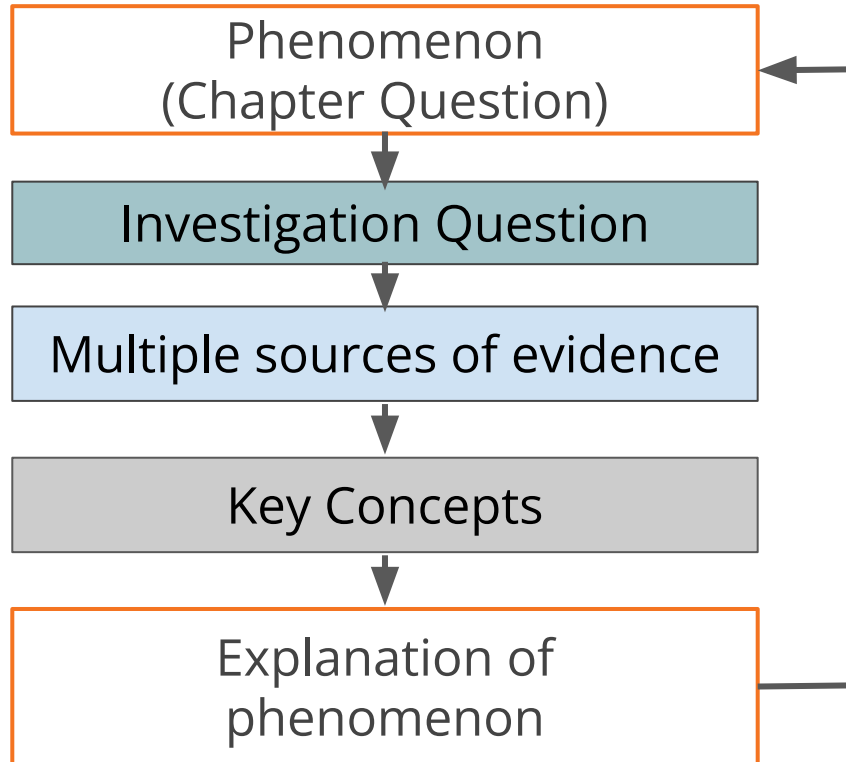 Phenomenon
(Chapter Question)
Investigation Question
Multiple sources of evidence
Key Concepts
Explanation of
phenomenon